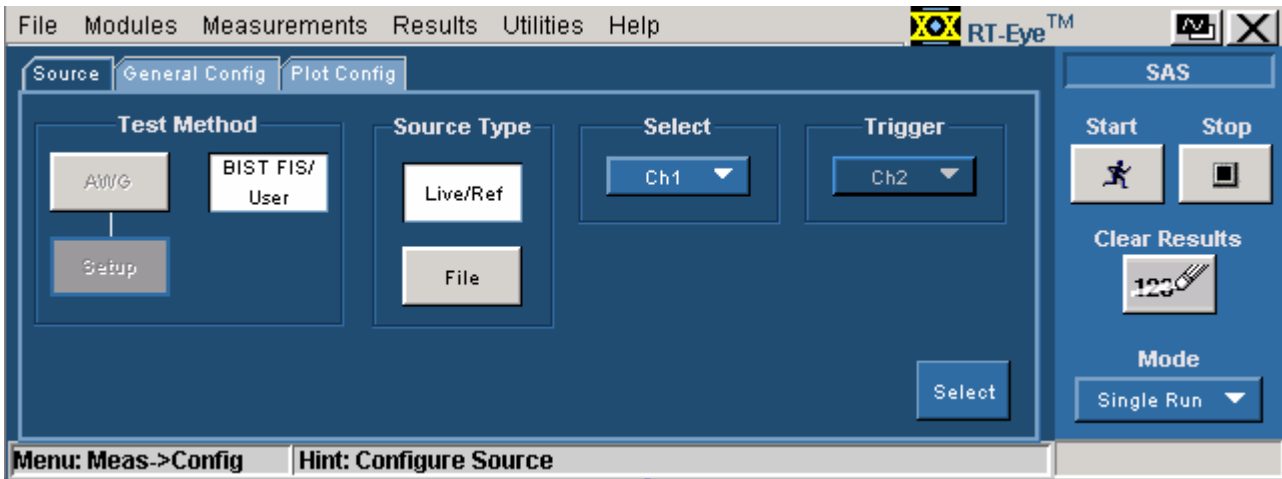 File Modules Measurements Results Utilities Help
RT-Eye™
Source General Config Plot Config
SAS
Test Method
AWG
BIST FIS/
User
Setup
Source Type
Live/Ref
File
Select
Ch1
Trigger
Ch2
Select
Start Stop
Clear Results
123
Mode
Single Run
Menu: Meas->Config Hint: Configure Source